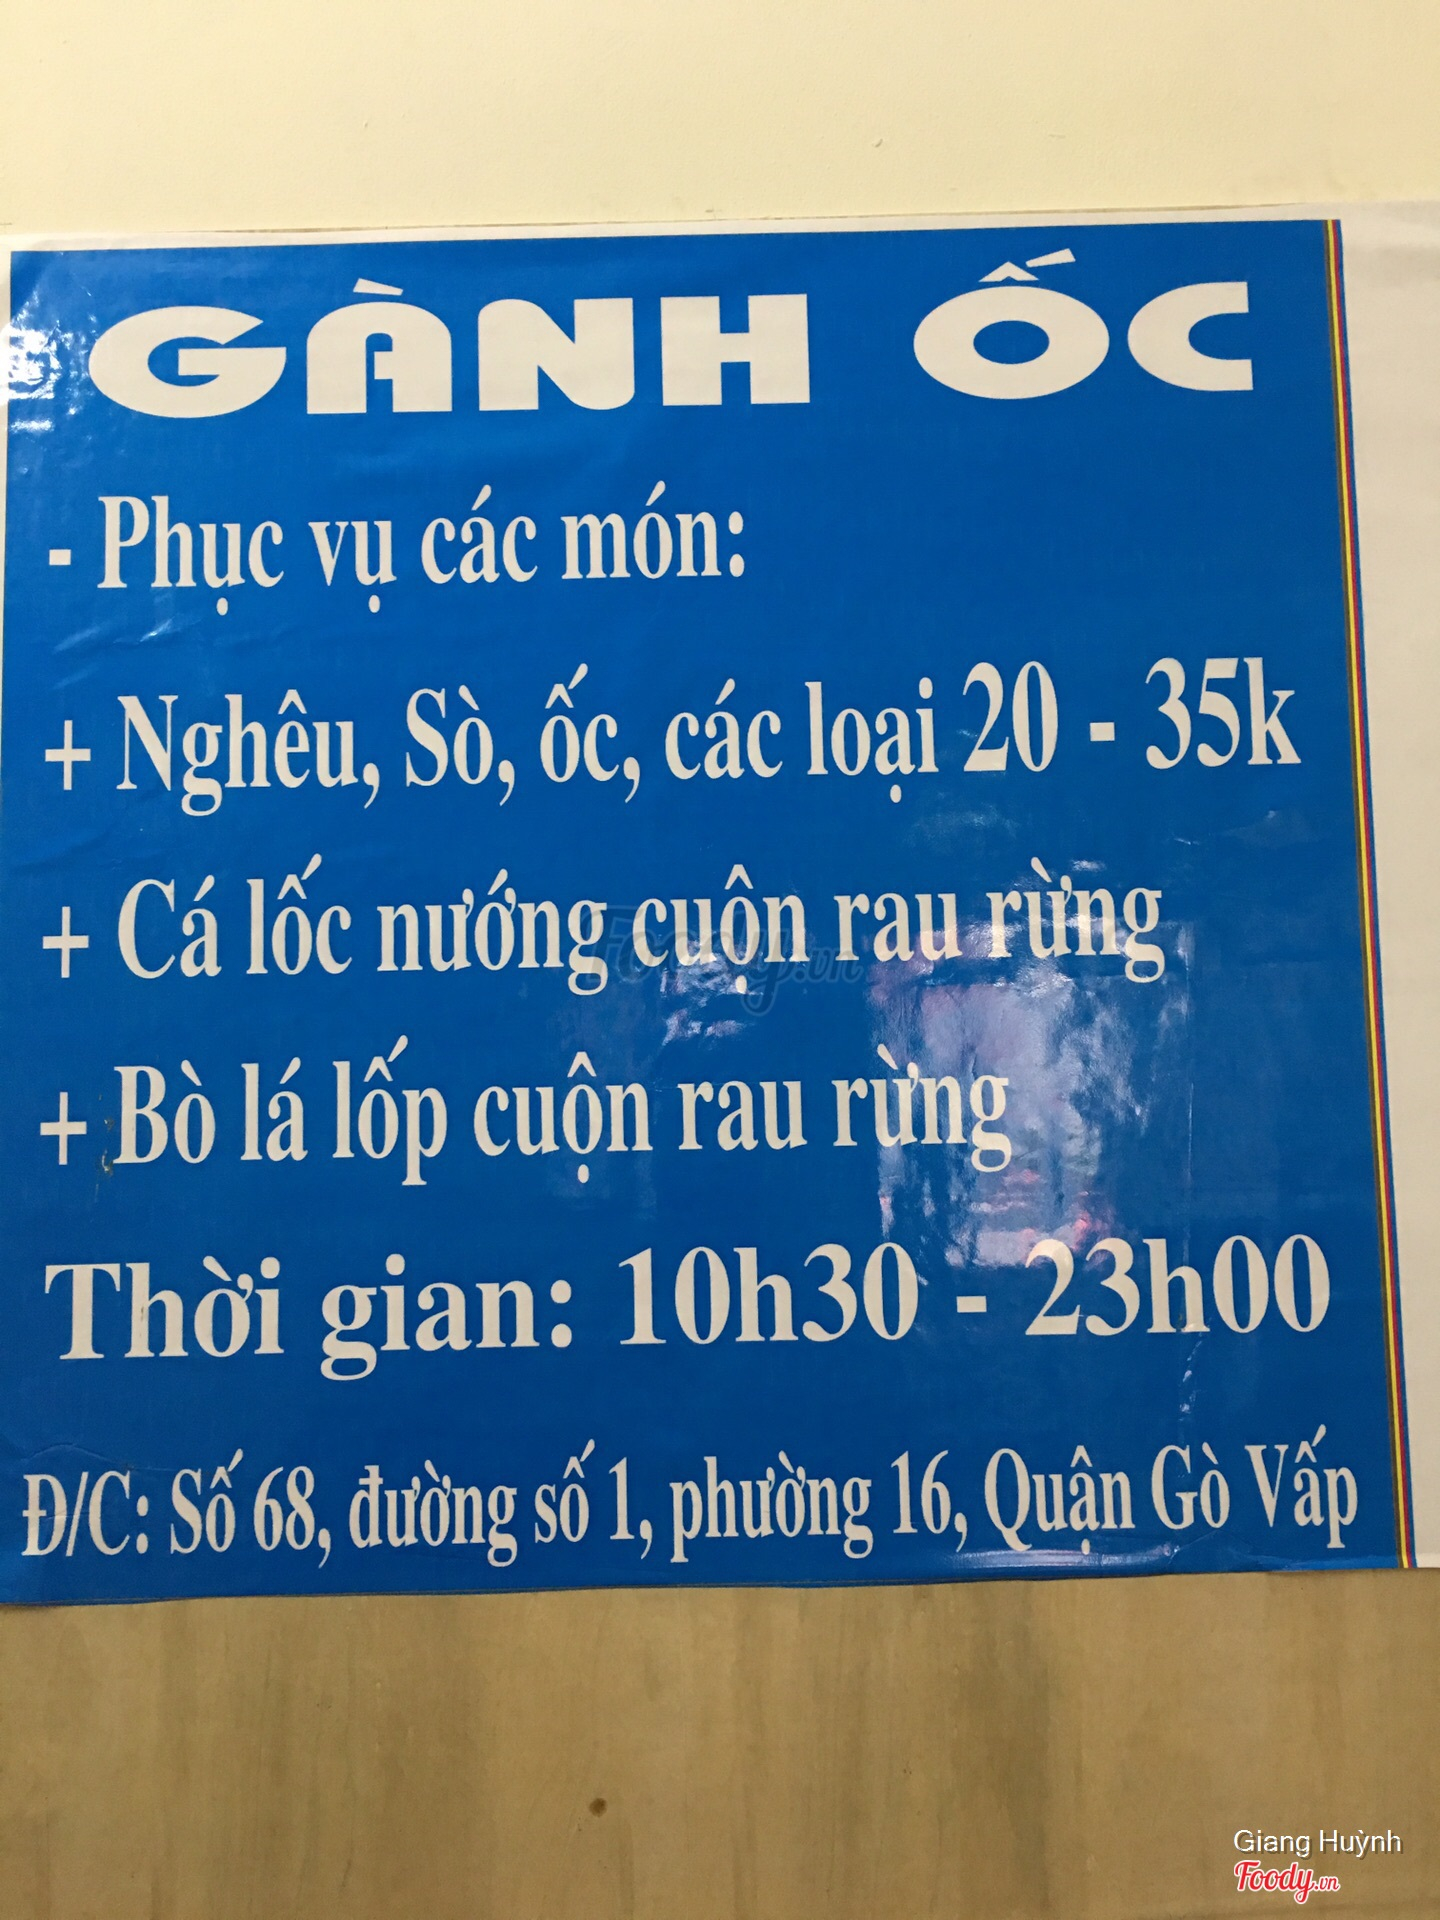 GÀNH ỐC
- Phục vụ các món:
+ Nghêu, Sò, ốc, các loại 20 - 35k
+ Cá lốc nướng cuộn rau rừng
Foody.vn
+ Bò lá lốp cuộn rau rừng
Thời gian: 10h30 - 23h00
Đ/C: Số 68, đường số 1, phường 16, Quận Gò Vấp
Giang Huỳnh
Foody.vn